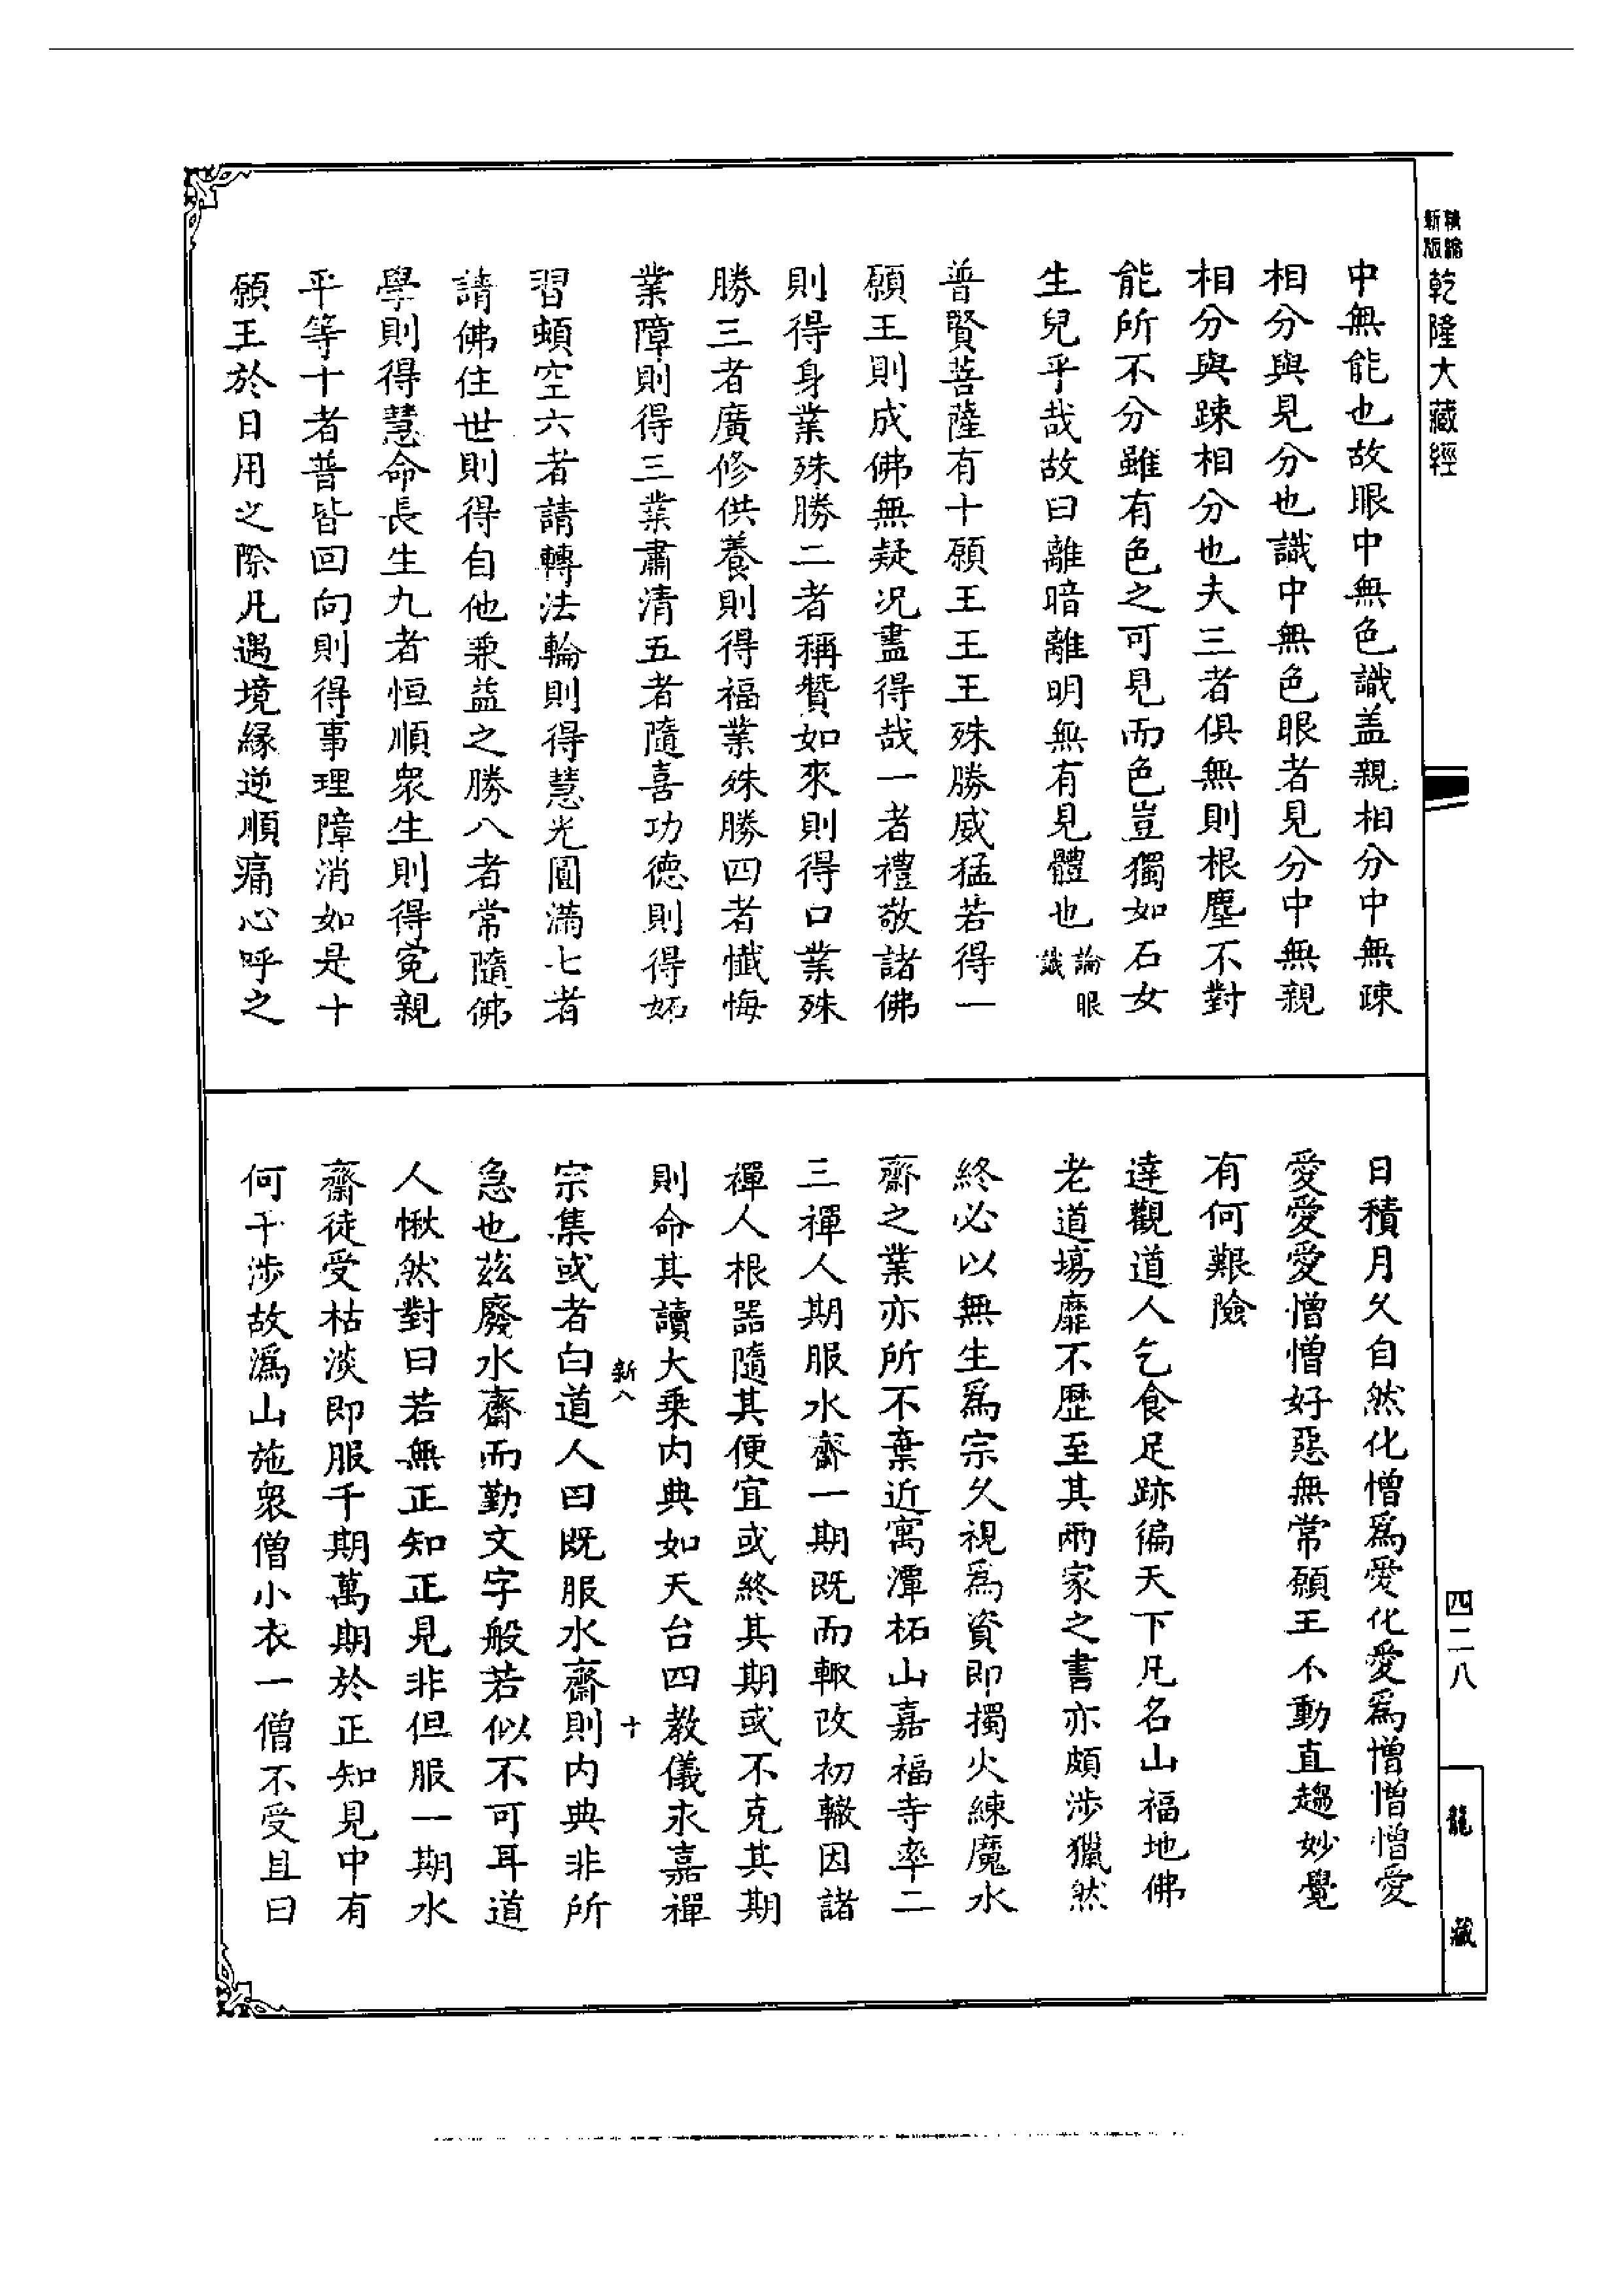 精縮新版
乾隆大藏經
中無能也故眼中無色識盖親相分中無疎
相分與見分也識中無色眼者見分中無親
相分與踈相分也夫三者俱無則根塵不對
能所不分雖有色之可見而色豈獨如石女
生兒乎哉故曰離暗離明無有見體也論眼識
普賢菩薩有十願王王王殊勝威猛若得一
願王則成佛無疑况盡得哉一者禮敬諸佛
則得身業殊勝二者稱贊如來則得口業殊
勝三者廣修供養則得福業殊勝四者懺悔
業障則得三業肅清五者隨喜功德則得妬
習頓空六者請轉法輪則得慧光圓滿七者
請佛住世則得自他兼益之勝八者常隨佛
學則得慧命長生九者恒順衆生則得寃親
平等十者普皆回向則得事理障消如是十
願王於日用之際凡遇境緣逆順痛心呼之
日積月久自然化憎爲愛化愛爲憎憎憎愛
愛愛愛憎憎好惡無常願王不動直趨妙覺
有何艱險
達觀道人乞食足跡徧天下凡名山福地佛
老道場靡不歷至其兩家之書亦頗涉獵然
終必以無生爲宗久視爲資即獨火練魔水
齋之業亦所不棄近寓潭柘山嘉福寺率二
三禪人期服水齋一期既而輙改初轍因諸
禪人根器隨其便宜或終其期或不克其期
則命其讀大乘内典如天台四教儀永嘉禪
新八
十
宗集或者白道人曰既服水齋則内典非所
急也茲廢水齋而勤文字般若似不可耳道
人愀然對曰若無正知正見非但服一期水
齋徒受枯淡即服千期萬期於正知見中有
何干涉故溈山施衆僧小衣一僧不受且曰
四二八
龍藏